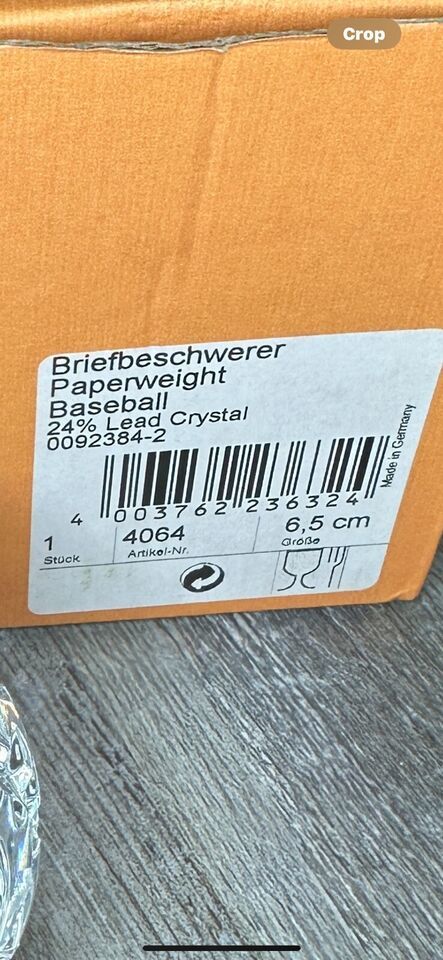 Crop
Briefbeschwerer
Paperweight
Baseball
24% Lead Crystal
0092384-2
Made in Germany
4 003762 236324
1 4064 6,5 cm
Stück Artikel-Nr. Größe